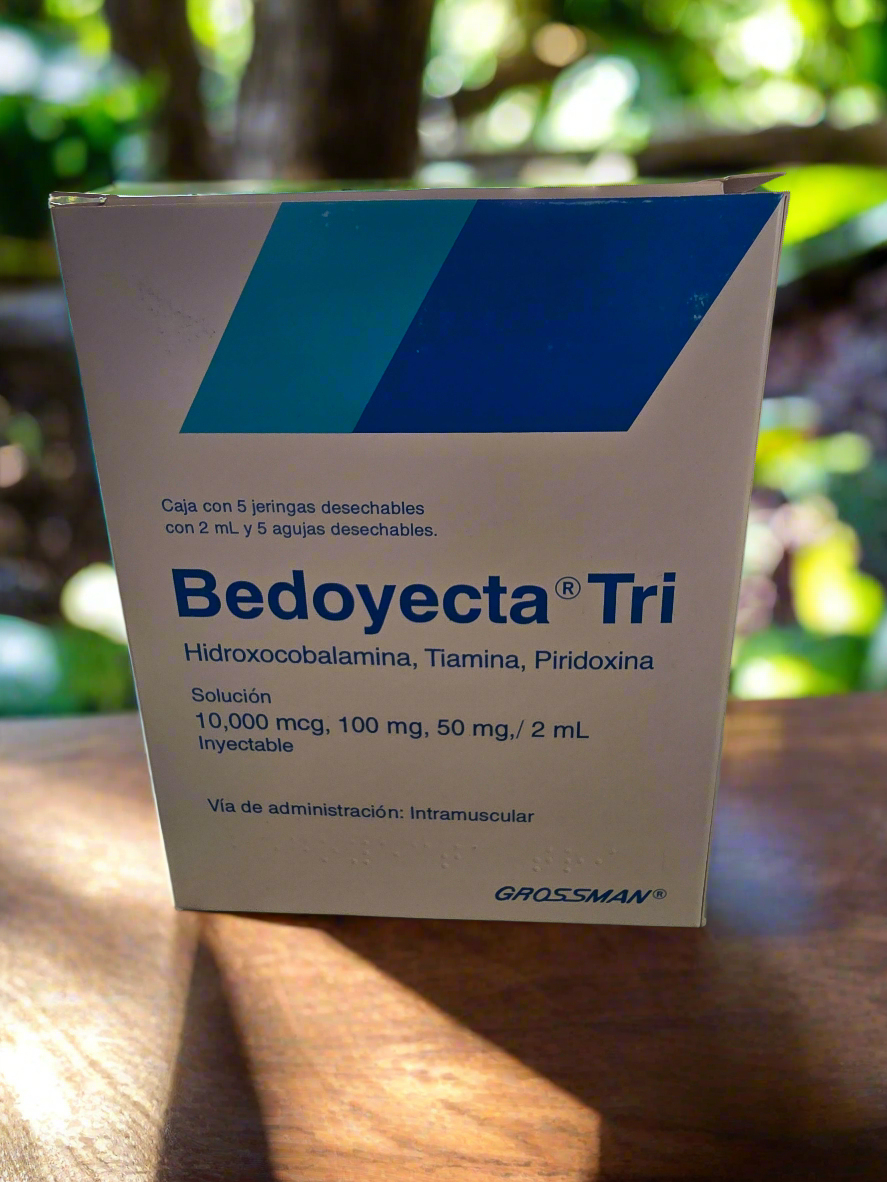 Caja con 5 jeringas desechables
con 2 mL y 5 agujas desechables.
Bedoyecta® Tri
Hidroxocobalamina, Tiamina, Piridoxina
Solución
10,000 mcg, 100 mg, 50 mg,/ 2 mL
Inyectable
Vía de administración: Intramuscular
GROSSMAN®